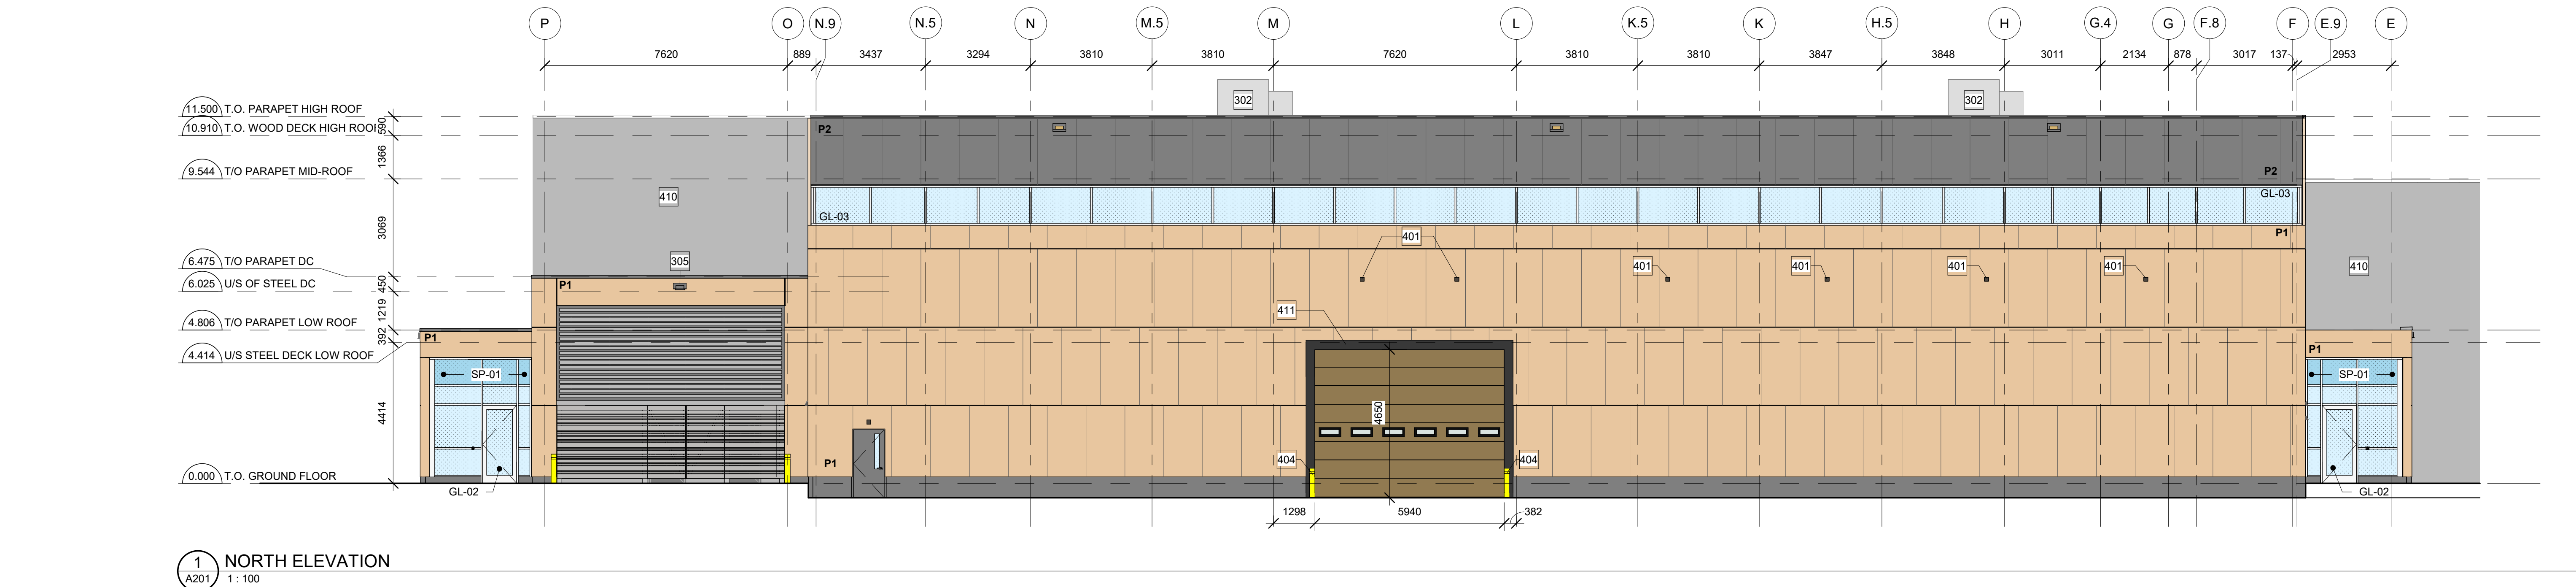 P O N.9 N.5 N M.5 M L K.5 K H.5 H G.4 G F.8 F E.9 E
7620 889 3437 3294 3810 3810 7620 3810 3810 3847 3848 3011 2134 878 3017 137 2953
302 302
11.500 T.O. PARAPET HIGH ROOF
590
10.910 T.O. WOOD DECK HIGH ROOF
P2
1366
9.544 T/O PARAPET MID-ROOF
P2
410
GL-03
GL-03
3069
P1
401
305
6.475 T/O PARAPET DC
401 401 401 401
410
450
6.025 U/S OF STEEL DC
P1
1219
411
4.806 T/O PARAPET LOW ROOF
392
P1
P1
4.414 U/S STEEL DECK LOW ROOF
SP-01
SP-01
4414
4650
P1
404 404
0.000 T.O. GROUND FLOOR
GL-02
GL-02
1298 5940 382
1 NORTH ELEVATION
A201 1 : 100